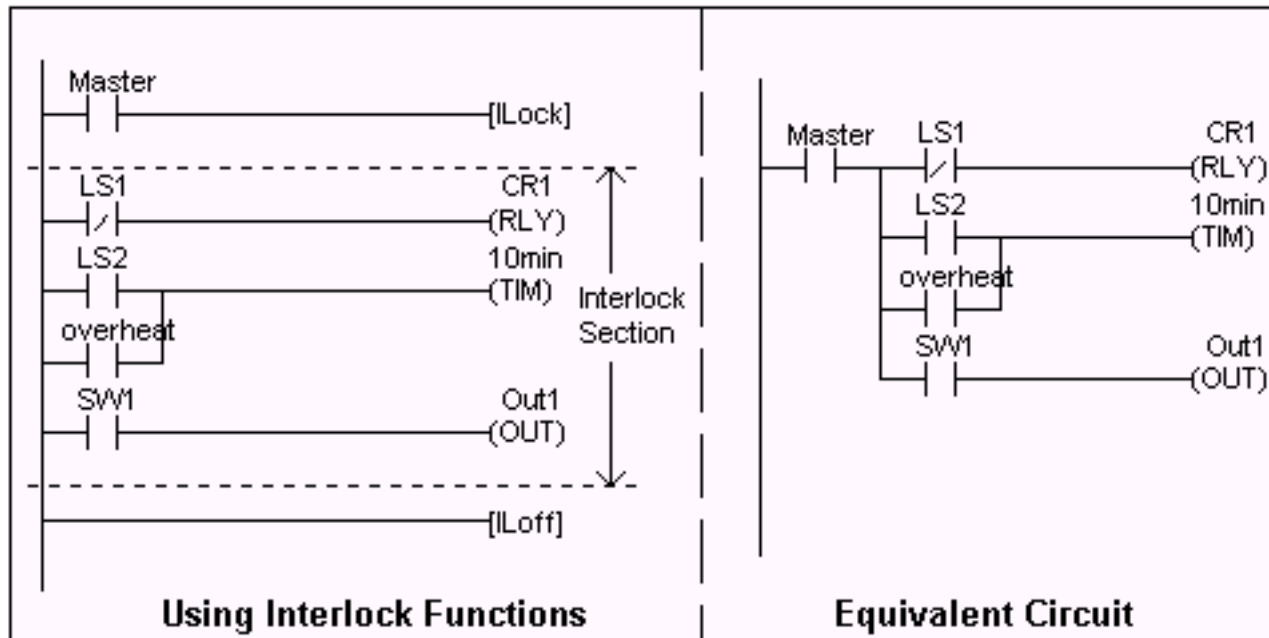 Master
[ILock]
LS1
CR1
(RLY)
LS2
10min
(TIM)
overheat
SW1
Out1
(OUT)
Interlock
Section
[ILoff]
Using Interlock Functions
Master
LS1
CR1
(RLY)
LS2
10min
(TIM)
overheat
SW1
Out1
(OUT)
Equivalent Circuit